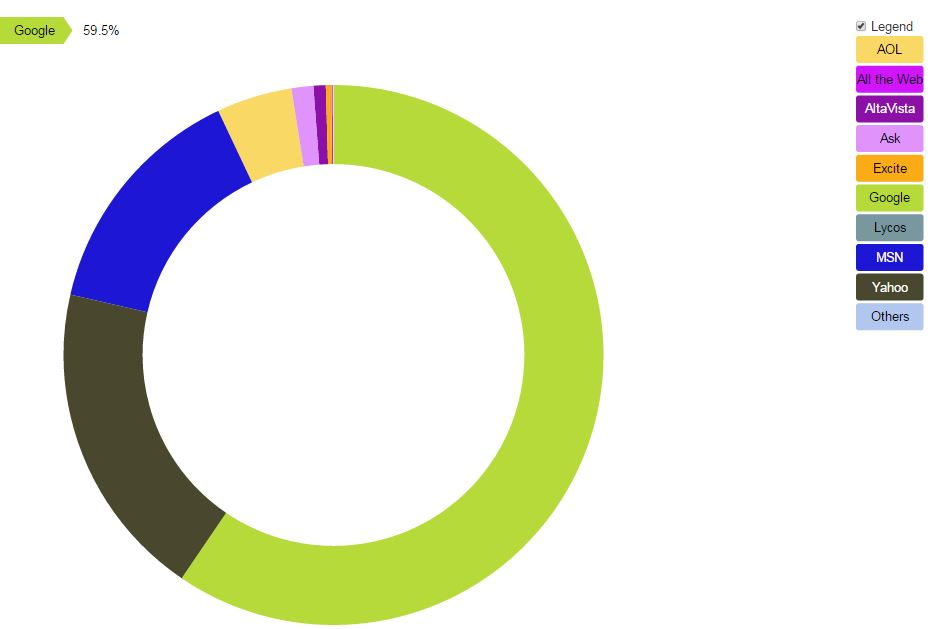 Google 59.5%
Legend
AOL
All the Web
AltaVista
Ask
Excite
Google
Lycos
MSN
Yahoo
Others